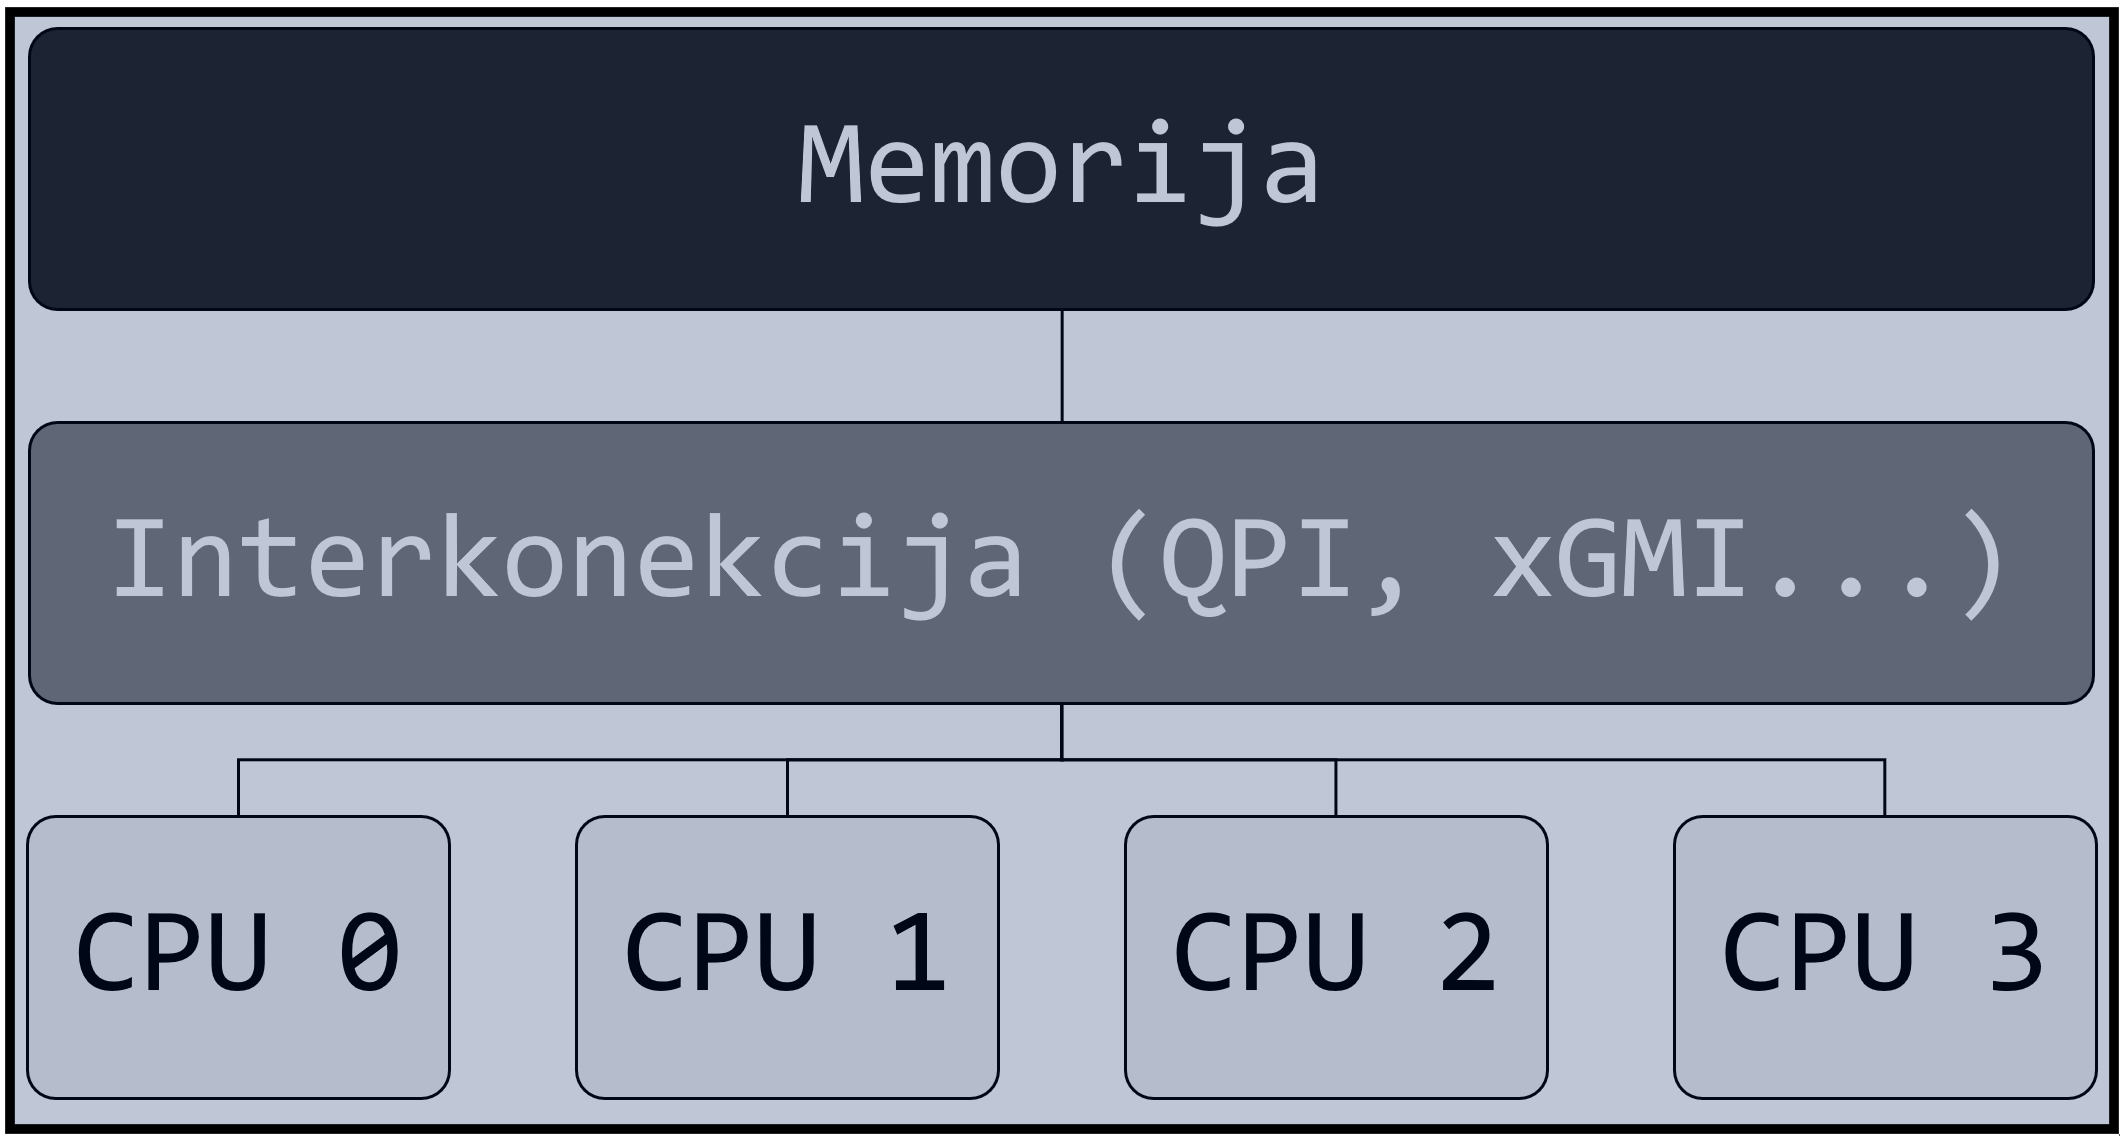 Memorija
Interkonekcija (QPI, xGMI...)
CPU 0
CPU 1
CPU 2
CPU 3